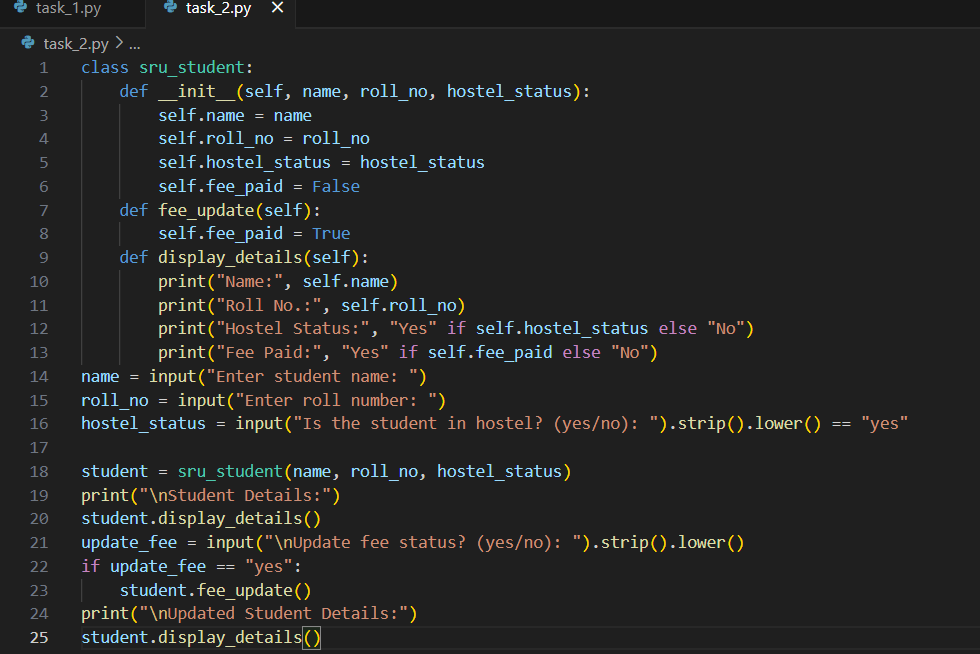 task_1.py task_2.py ×
task_2.py > ...
1 class sru_student:
2     def __init__(self, name, roll_no, hostel_status):
3         self.name = name
4         self.roll_no = roll_no
5         self.hostel_status = hostel_status
6         self.fee_paid = False
7     def fee_update(self):
8         self.fee_paid = True
9     def display_details(self):
10         print("Name:", self.name)
11         print("Roll No.:", self.roll_no)
12         print("Hostel Status:", "Yes" if self.hostel_status else "No")
13         print("Fee Paid:", "Yes" if self.fee_paid else "No")
14 name = input("Enter student name: ")
15 roll_no = input("Enter roll number: ")
16 hostel_status = input("Is the student in hostel? (yes/no): ").strip().lower() == "yes"
17
18 student = sru_student(name, roll_no, hostel_status)
19 print("\nStudent Details:")
20 student.display_details()
21 update_fee = input("\nUpdate fee status? (yes/no): ").strip().lower()
22 if update_fee == "yes":
23     student.fee_update()
24 print("\nUpdated Student Details:")
25 student.display_details()